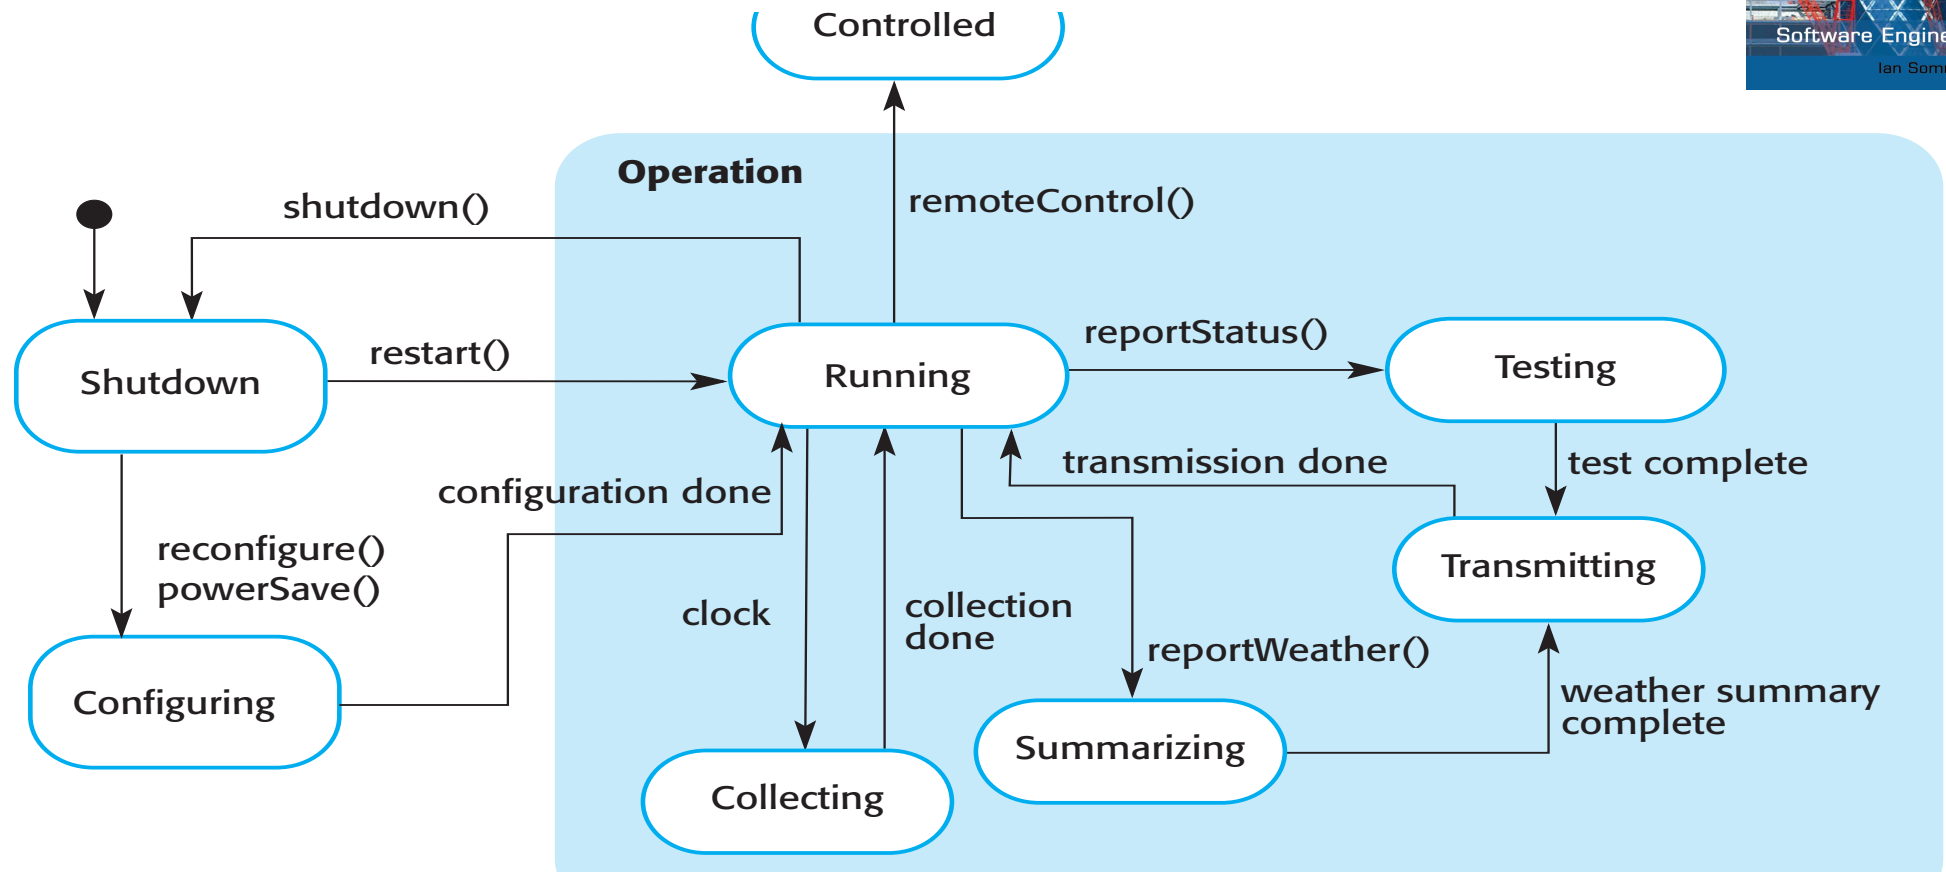 Controlled
Software Engine
Ian Som
Operation
shutdown()
remoteControl()
restart()
reportStatus()
Shutdown
Running
Testing
transmission done
test complete
configuration done
reconfigure()
powerSave()
Transmitting
clock
collection
done
reportWeather()
weather summary
complete
Configuring
Summarizing
Collecting